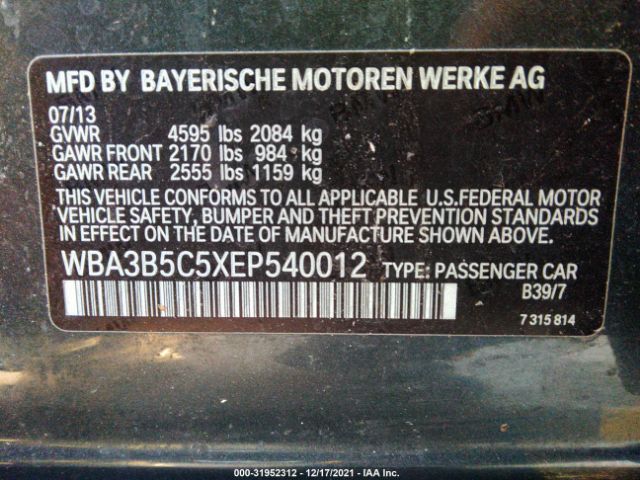 MFD BY BAYERISCHE MOTOREN WERKE AG
07/13
GVWR 4595 lbs 2084 kg
GAWR FRONT 2170 lbs 984 kg
GAWR REAR 2555 lbs 1159 kg
THIS VEHICLE CONFORMS TO ALL APPLICABLE U.S.FEDERAL MOTOR
VEHICLE SAFETY, BUMPER AND THEFT PREVENTION STANDARDS
IN EFFECT ON THE DATE OF MANUFACTURE SHOWN ABOVE.
WBA3B5C5XEP540012 TYPE: PASSENGER CAR
B39/7
7 315 814
000-31952312 - 12/17/2021 - IAA Inc.